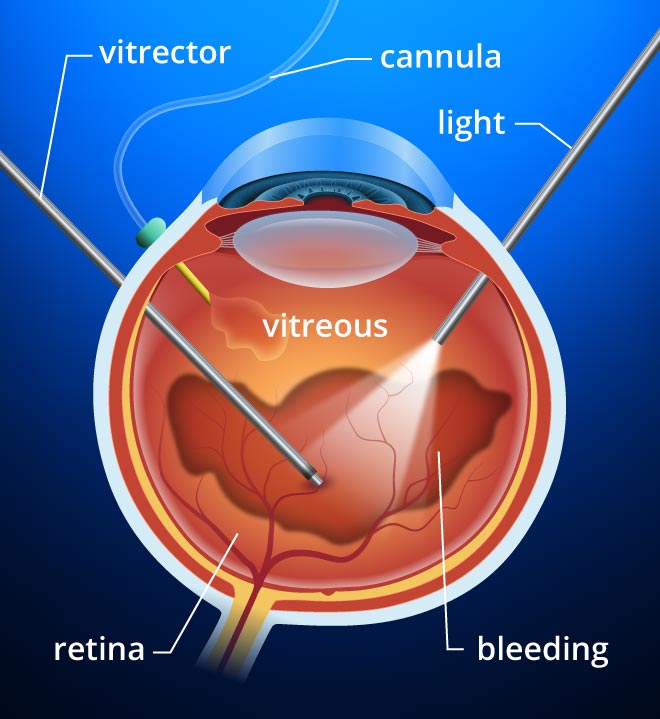 vitrector
cannula
light
vitreous
retina
bleeding